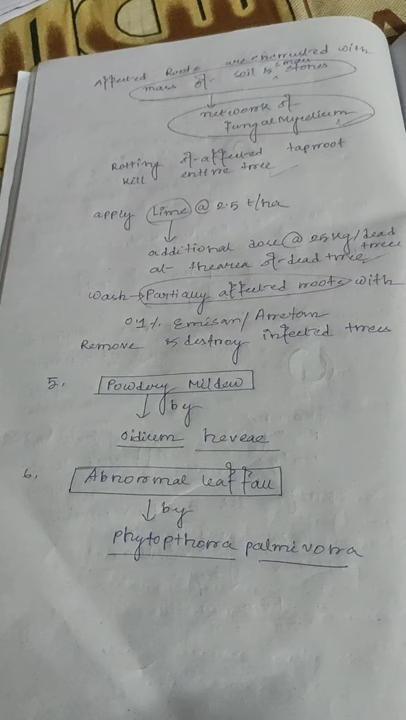 Affected Roots are encrusted with
mass of soil & small stones
↓
network of
fungal Mycelium
Rotting of affected taproot
kill entire tree
apply Lime @ 2.5 t/ha
↓
additional dose @ 25 kg/dead tree
at the area of dead tree
Wash → Partially affected roots with
0.1% Emisan/Aretan
Remove & destroy infected trees
5. Powdery Mildew
↓ by
Oidium heveae
6. Abnormal leaf fall
↓ by
phytopthora palmivora